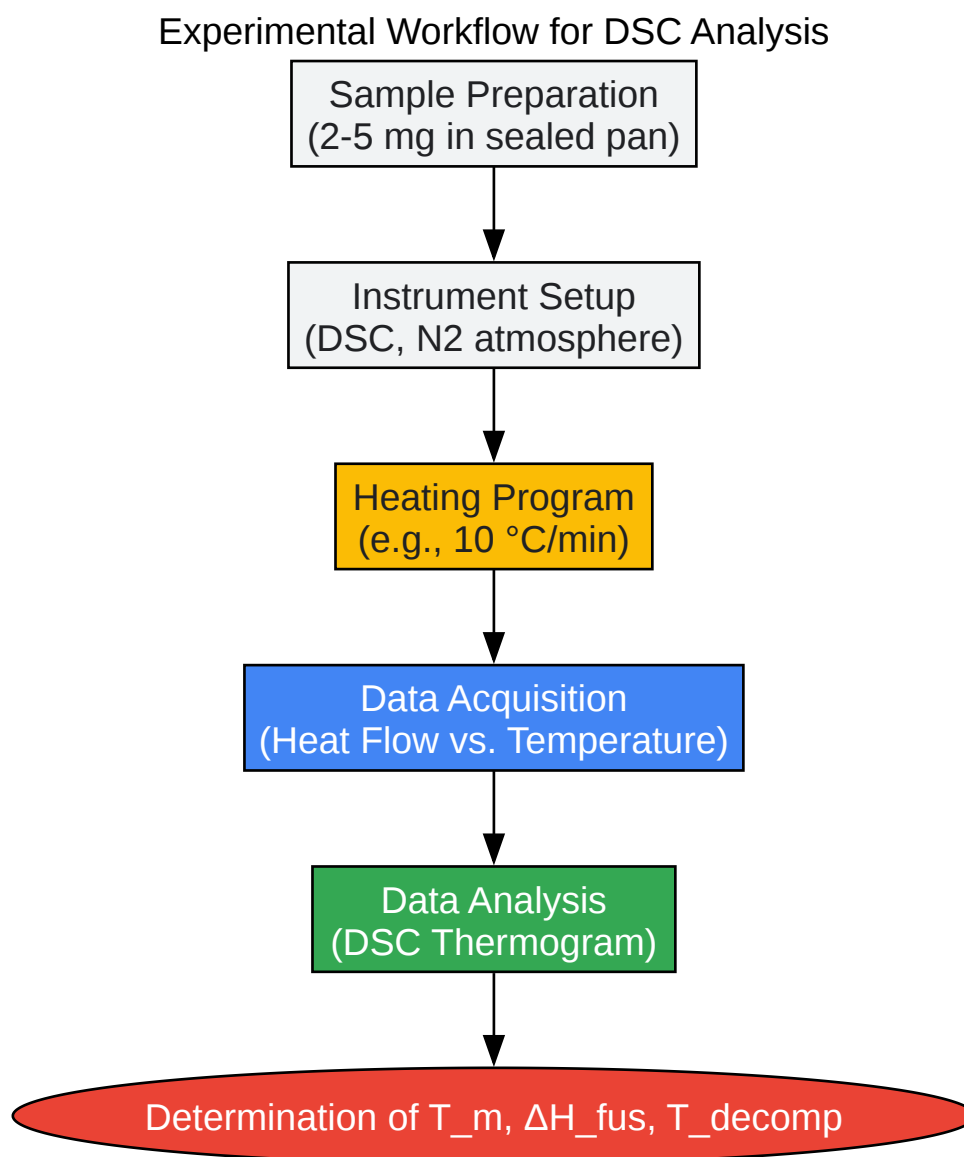 Experimental Workflow for DSC Analysis
Sample Preparation
(2-5 mg in sealed pan)
Instrument Setup
(DSC, N2 atmosphere)
Heating Program
(e.g., 10 °C/min)
Data Acquisition
(Heat Flow vs. Temperature)
Data Analysis
(DSC Thermogram)
Determination of T_m, ΔH_fus, T_decomp